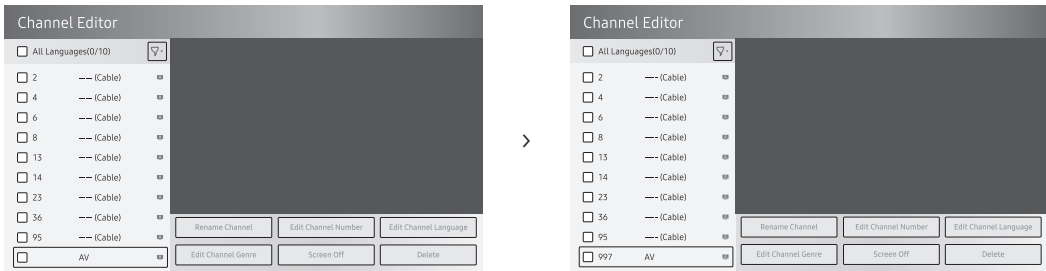 Channel Editor
All Languages(0/10)
2 –– (Cable)
4 –– (Cable)
6 –– (Cable)
8 –– (Cable)
13 –– (Cable)
14 –– (Cable)
23 –– (Cable)
36 –– (Cable)
95 –– (Cable)
AV
Rename Channel Edit Channel Number Edit Channel Language
Edit Channel Genre Screen Off Delete
>
Channel Editor
All Languages(0/10)
2 –-- (Cable)
4 –-- (Cable)
6 –-- (Cable)
8 –-- (Cable)
13 –-- (Cable)
14 –-- (Cable)
23 –-- (Cable)
36 –-- (Cable)
95 –-- (Cable)
997 AV
Rename Channel Edit Channel Number Edit Channel Language
Edit Channel Genre Screen Off Delete